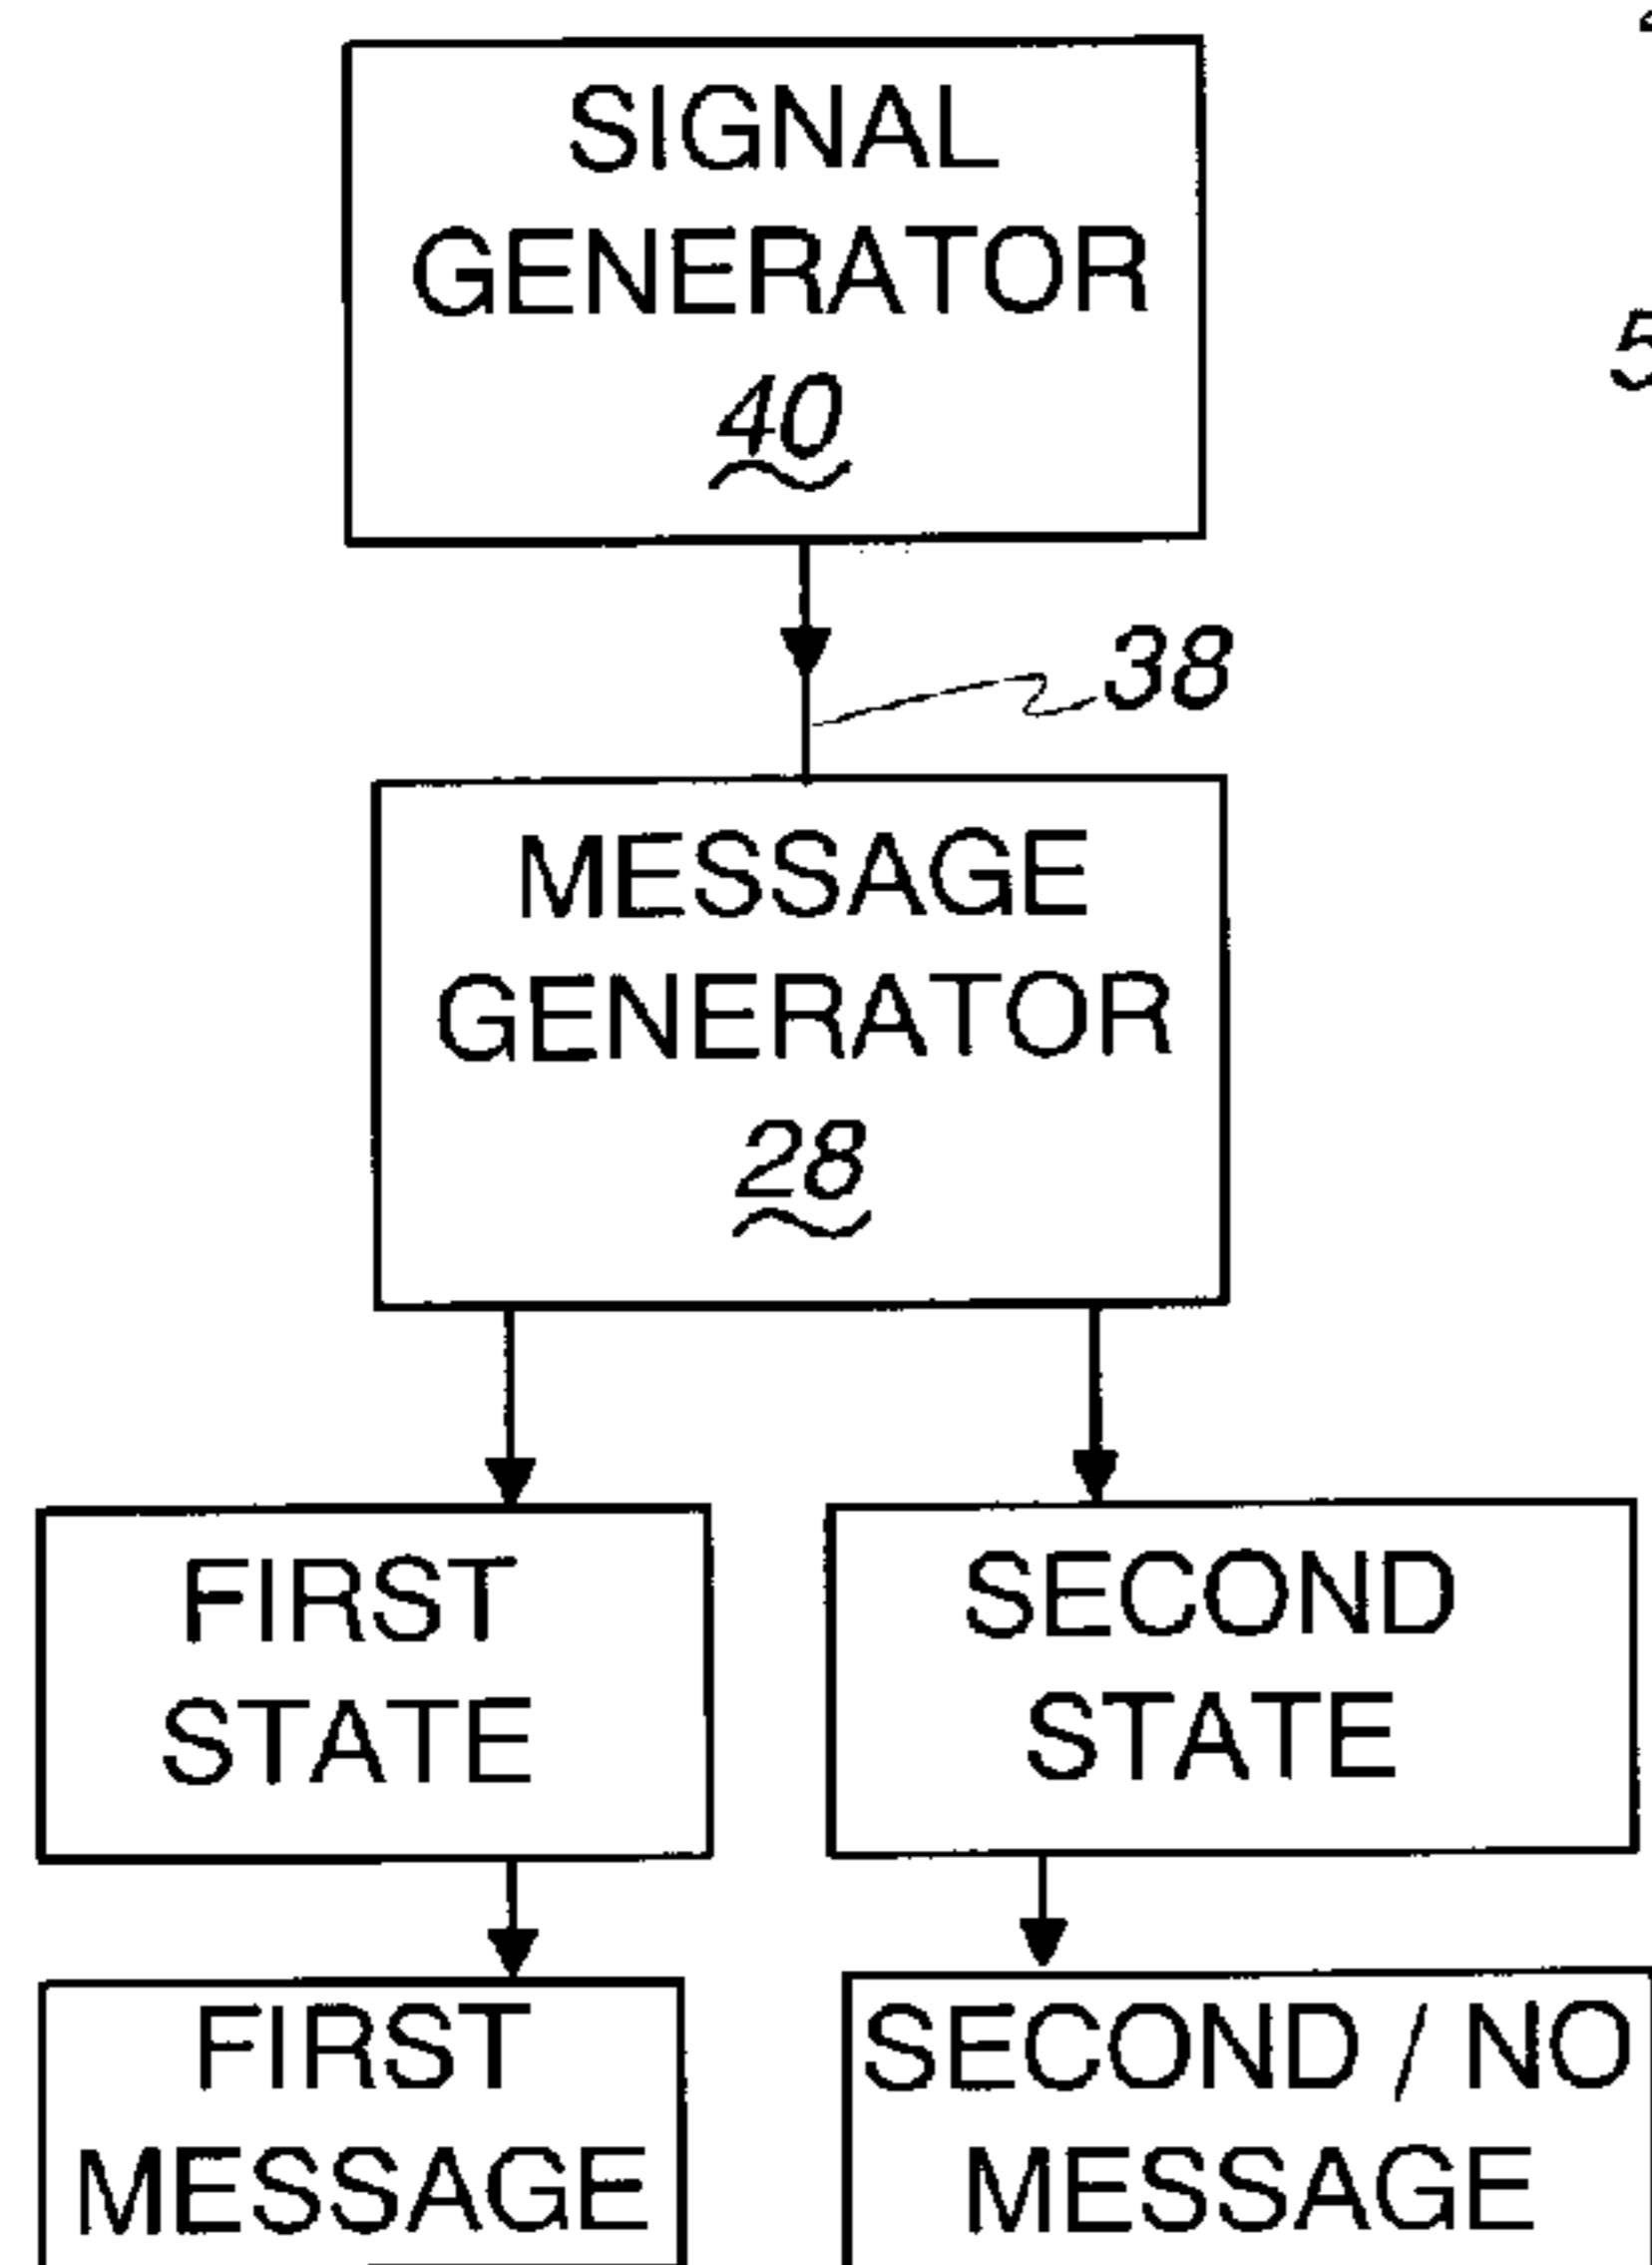 SIGNAL
GENERATOR
40
38
MESSAGE
GENERATOR
28
FIRST
STATE
SECOND
STATE
FIRST
MESSAGE
SECOND / NO
MESSAGE